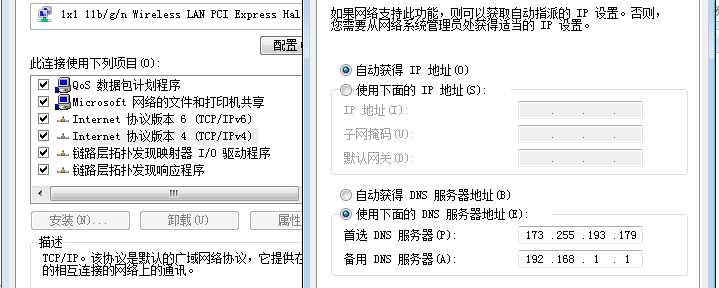 1x1 11b/g/n Wireless LAN PCI Express Hal
配置
此连接使用下列项目(O):
QoS 数据包计划程序
Microsoft 网络的文件和打印机共享
Internet 协议版本 6 (TCP/IPv6)
Internet 协议版本 4 (TCP/IPv4)
链路层拓扑发现映射器 I/O 驱动程序
链路层拓扑发现响应程序
安装(N)... 卸载(U) 属性
描述
TCP/IP。该协议是默认的广域网络协议，它提供在
的相互连接的网络上的通讯。
如果网络支持此功能，则可以获取自动指派的 IP 设置。否则，
您需要从网络系统管理员处获得适当的 IP 设置。
自动获得 IP 地址(O)
使用下面的 IP 地址(S):
IP 地址(I):
子网掩码(U):
默认网关(D):
自动获得 DNS 服务器地址(B)
使用下面的 DNS 服务器地址(E):
首选 DNS 服务器(P): 173 .255 .193 .179
备用 DNS 服务器(A): 192 .168 . 1 . 1